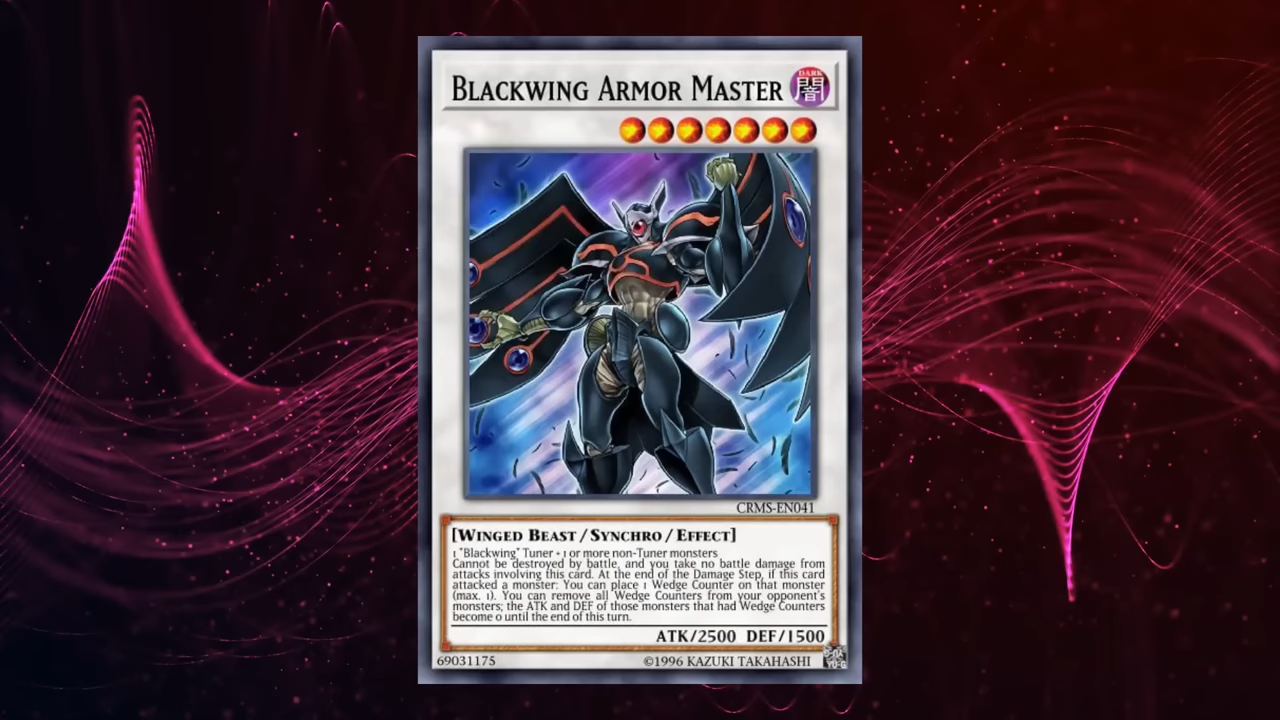 BLACKWING ARMOR MASTER
DARK
闇
CRMS-EN041
[WINGED BEAST / SYNCHRO / EFFECT]
1 "Blackwing" Tuner + 1 or more non-Tuner monsters
Cannot be destroyed by battle, and you take no battle damage from
attacks involving this card. At the end of the Damage Step, if this card
attacked a monster: You can place 1 Wedge Counter on that monster
(max. 1). You can remove all Wedge Counters from your opponent's
monsters; the ATK and DEF of those monsters that had Wedge Counters
become 0 until the end of this turn.
ATK/2500 DEF/1500
69031175 ©1996 KAZUKI TAKAHASHI